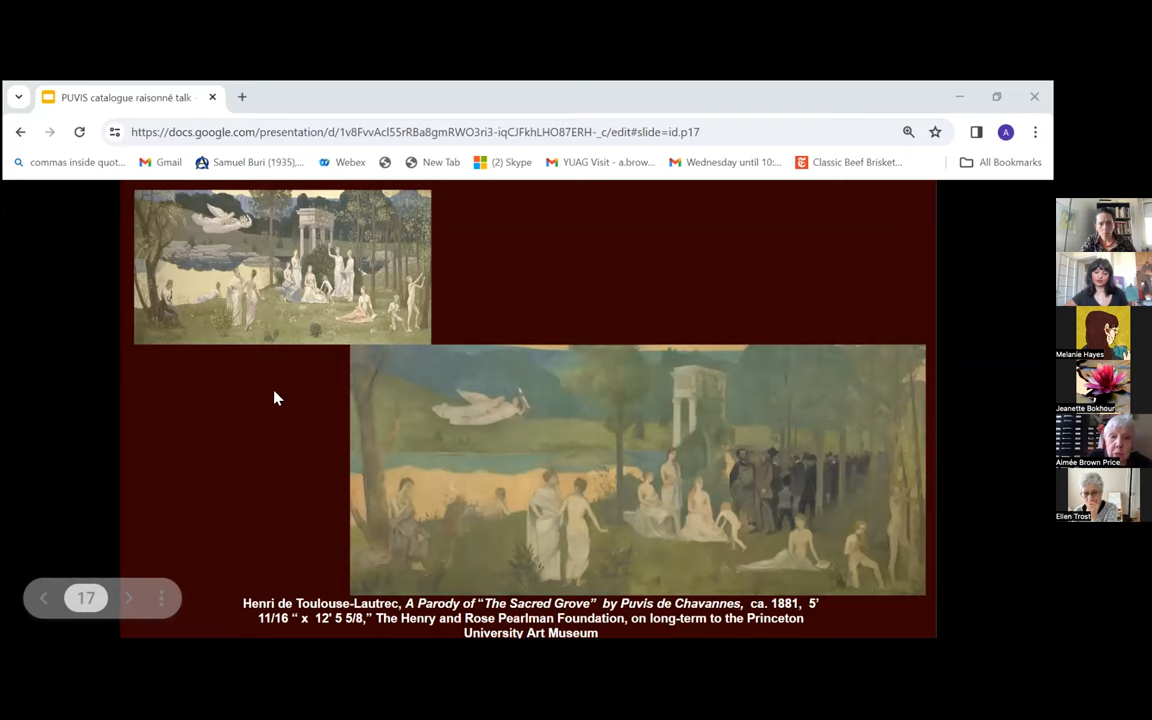 PUVIS catalogue raisonné talk -
https://docs.google.com/presentation/d/1v8FvvAcl55rRBa8gmRWO3ri3-iqCJFkhLHO87ERH-_c/edit#slide=id.p17
A
commas inside quot... Gmail Samuel Buri (1935),... Webex New Tab (2) Skype YUAG Visit - a.brow... Wednesday until 10:... Classic Beef Brisket... All Bookmarks
Melanie Hayes
Jeanette Bokhour
Aimée Brown Price
Ellen Trost
17
Henri de Toulouse-Lautrec, A Parody of “The Sacred Grove” by Puvis de Chavannes, ca. 1881, 5’
11/16 “ x 12' 5 5/8,” The Henry and Rose Pearlman Foundation, on long-term to the Princeton
University Art Museum